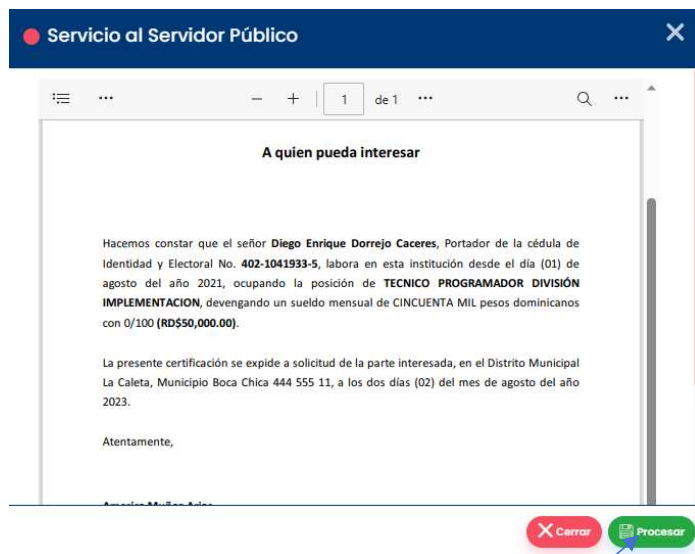 Servicio al Servidor Público
1 de 1
A quien pueda interesar
Hacemos constar que el señor Diego Enrique Dorrejo Caceres, Portador de la cédula de
Identidad y Electoral No. 402-1041933-5, labora en esta institución desde el día (01) de
agosto del año 2021, ocupando la posición de TECNICO PROGRAMADOR DIVISIÓN
IMPLEMENTACION, devengando un sueldo mensual de CINCUENTA MIL pesos dominicanos
con 0/100 (RD$50,000.00).
La presente certificación se expide a solicitud de la parte interesada, en el Distrito Municipal
La Caleta, Municipio Boca Chica 444 555 11, a los dos días (02) del mes de agosto del año
2023.
Atentamente,
Cerrar
Procesar